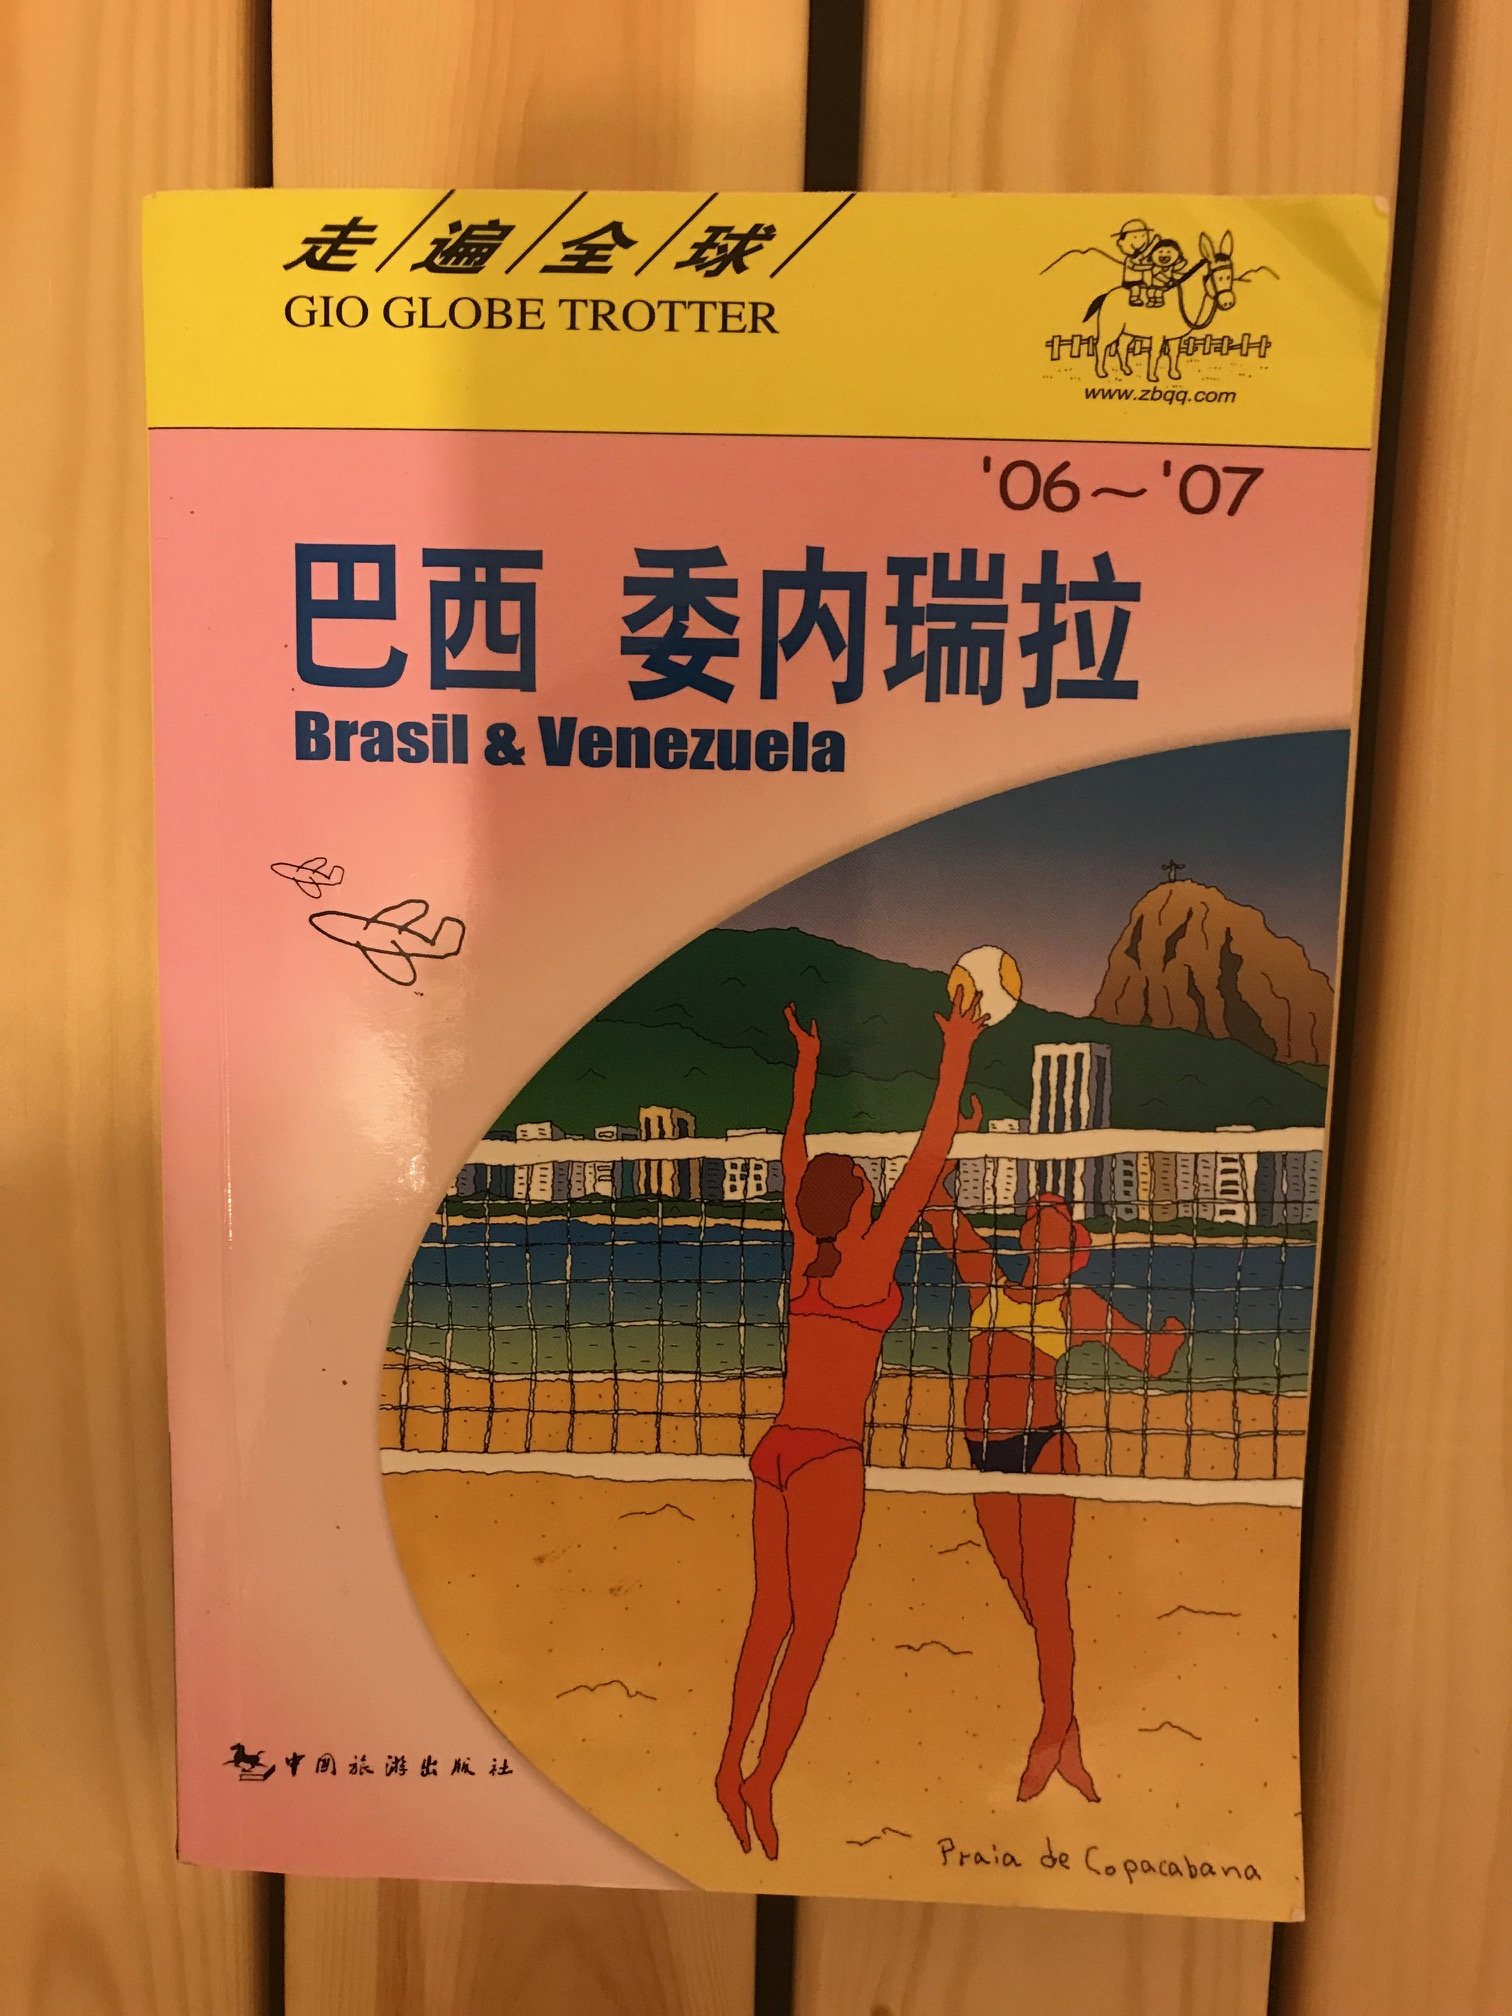 走遍全球
GIO GLOBE TROTTER
www.zbqq.com
'06～'07
巴西 委内瑞拉
Brasil & Venezuela
中国旅游出版社
Praia de Copacabana